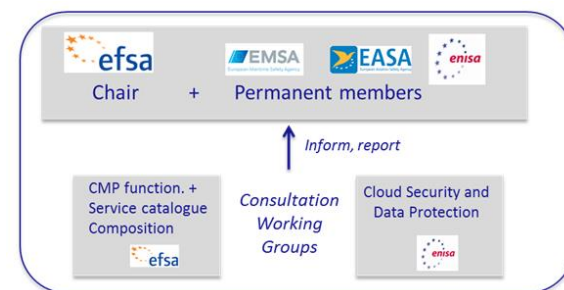 efsa
EMSA
European Maritime Safety Agency
EASA
European Aviation Safety Agency
enisa
Chair + Permanent members
Inform, report
CMP function. +
Service catalogue
Composition
efsa
Consultation
Working
Groups
Cloud Security and
Data Protection
enisa